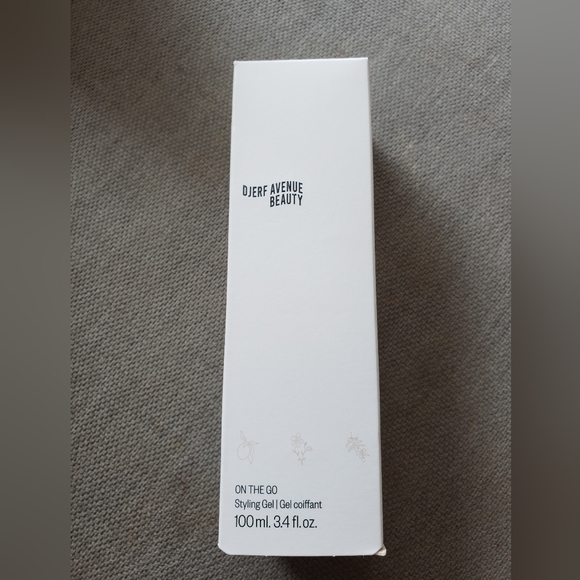 DJERF AVENUE
BEAUTY
ON THE GO
Styling Gel | Gel coiffant
100 ml. 3.4 fl. oz.